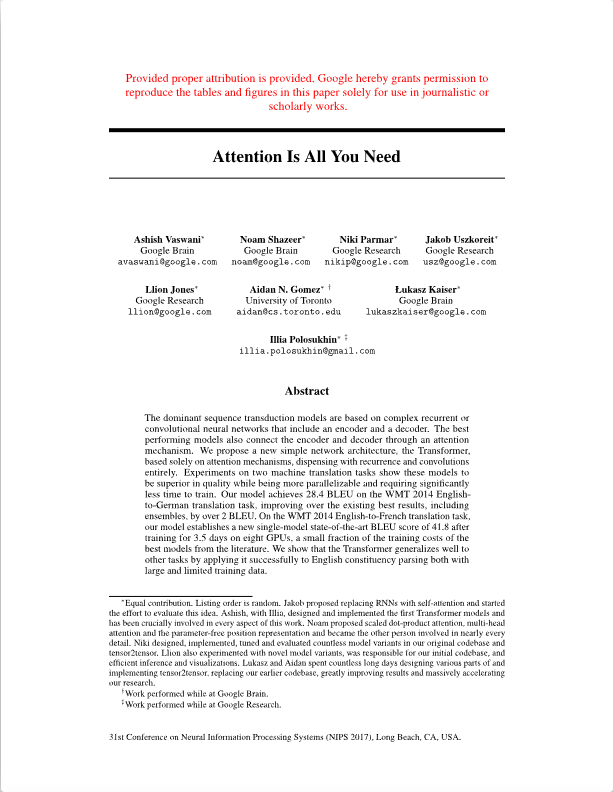 Provided proper attribution is provided, Google hereby grants permission to
reproduce the tables and figures in this paper solely for use in journalistic or
scholarly works.
Attention Is All You Need
Ashish Vaswani* Noam Shazeer* Niki Parmar* Jakob Uszkoreit*
Google Brain Google Brain Google Research Google Research
avaswani@google.com noam@google.com nikip@google.com usz@google.com
Llion Jones* Aidan N. Gomez* † Łukasz Kaiser*
Google Research University of Toronto Google Brain
llion@google.com aidan@cs.toronto.edu lukaszkaiser@google.com
Illia Polosukhin* ‡
illia.polosukhin@gmail.com
Abstract
The dominant sequence transduction models are based on complex recurrent or
convolutional neural networks that include an encoder and a decoder. The best
performing models also connect the encoder and decoder through an attention
mechanism. We propose a new simple network architecture, the Transformer,
based solely on attention mechanisms, dispensing with recurrence and convolutions
entirely. Experiments on two machine translation tasks show these models to
be superior in quality while being more parallelizable and requiring significantly
less time to train. Our model achieves 28.4 BLEU on the WMT 2014 English-
to-German translation task, improving over the existing best results, including
ensembles, by over 2 BLEU. On the WMT 2014 English-to-French translation task,
our model establishes a new single-model state-of-the-art BLEU score of 41.8 after
training for 3.5 days on eight GPUs, a small fraction of the training costs of the
best models from the literature. We show that the Transformer generalizes well to
other tasks by applying it successfully to English constituency parsing both with
large and limited training data.
*Equal contribution. Listing order is random. Jakob proposed replacing RNNs with self-attention and started
the effort to evaluate this idea. Ashish, with Illia, designed and implemented the first Transformer models and
has been crucially involved in every aspect of this work. Noam proposed scaled dot-product attention, multi-head
attention and the parameter-free position representation and became the other person involved in nearly every
detail. Niki designed, implemented, tuned and evaluated countless model variants in our original codebase and
tensor2tensor. Llion also experimented with novel model variants, was responsible for our initial codebase, and
efficient inference and visualizations. Lukasz and Aidan spent countless long days designing various parts of and
implementing tensor2tensor, replacing our earlier codebase, greatly improving results and massively accelerating
our research.
†Work performed while at Google Brain.
‡Work performed while at Google Research.
31st Conference on Neural Information Processing Systems (NIPS 2017), Long Beach, CA, USA.